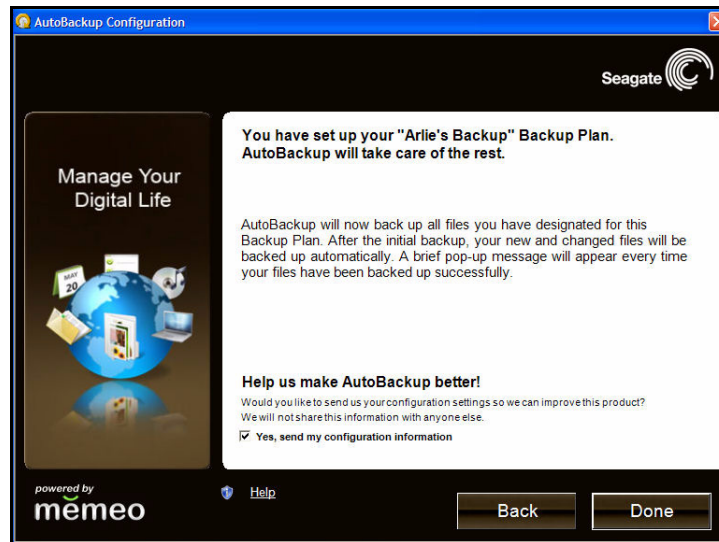 AutoBackup Configuration
Seagate
Manage Your
Digital Life
MAY
20
You have set up your "Arlie's Backup" Backup Plan.
AutoBackup will take care of the rest.
AutoBackup will now back up all files you have designated for this
Backup Plan. After the initial backup, your new and changed files will be
backed up automatically. A brief pop-up message will appear every time
your files have been backed up successfully.
Help us make AutoBackup better!
Would you like to send us your configuration settings so we can improve this product?
We will not share this information with anyone else.
Yes, send my configuration information
powered by
mĕmeo
Help
Back
Done